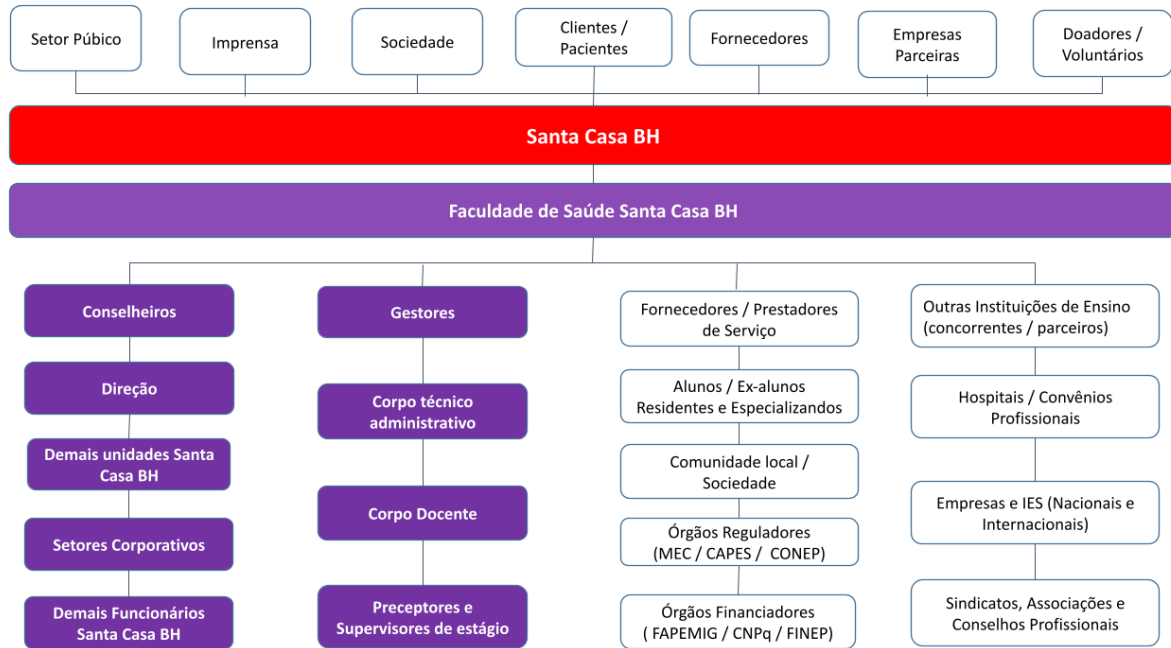 Setor Púbico
Imprensa
Sociedade
Clientes /
Pacientes
Fornecedores
Empresas
Parceiras
Doadores /
Voluntários
Santa Casa BH
Faculdade de Saúde Santa Casa BH
Conselheiros
Direção
Demais unidades Santa
Casa BH
Setores Corporativos
Demais Funcionários
Santa Casa BH
Gestores
Corpo técnico
administrativo
Corpo Docente
Preceptores e
Supervisores de estágio
Fornecedores / Prestadores
de Serviço
Alunos / Ex-alunos
Residentes e Especializandos
Comunidade local /
Sociedade
Órgãos Reguladores
(MEC / CAPES / CONEP)
Órgãos Financiadores
( FAPEMIG / CNPq / FINEP)
Outras Instituições de Ensino
(concorrentes / parceiros)
Hospitais / Convênios
Profissionais
Empresas e IES (Nacionais e
Internacionais)
Sindicatos, Associações e
Conselhos Profissionais